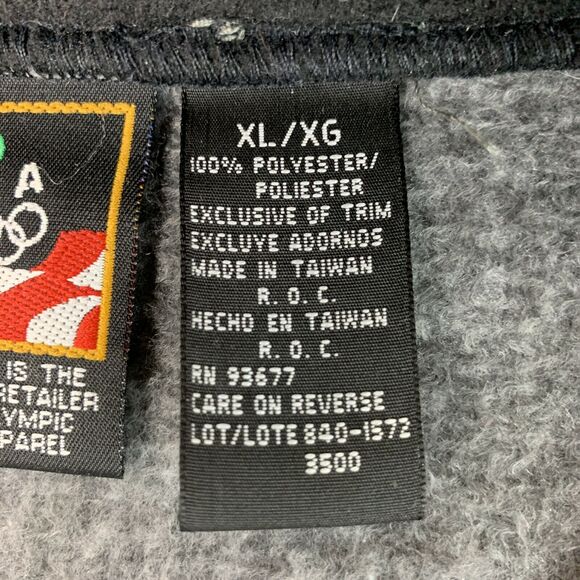 A
IS THE
RETAILER
LYMPIC
PAREL
XL/XG
100% POLYESTER/
POLIESTER
EXCLUSIVE OF TRIM
EXCLUYE ADORNOS
MADE IN TAIWAN
R. O. C.
HECHO EN TAIWAN
R. O. C.
RN 93677
CARE ON REVERSE
LOT/LOTE 840-1572
3500